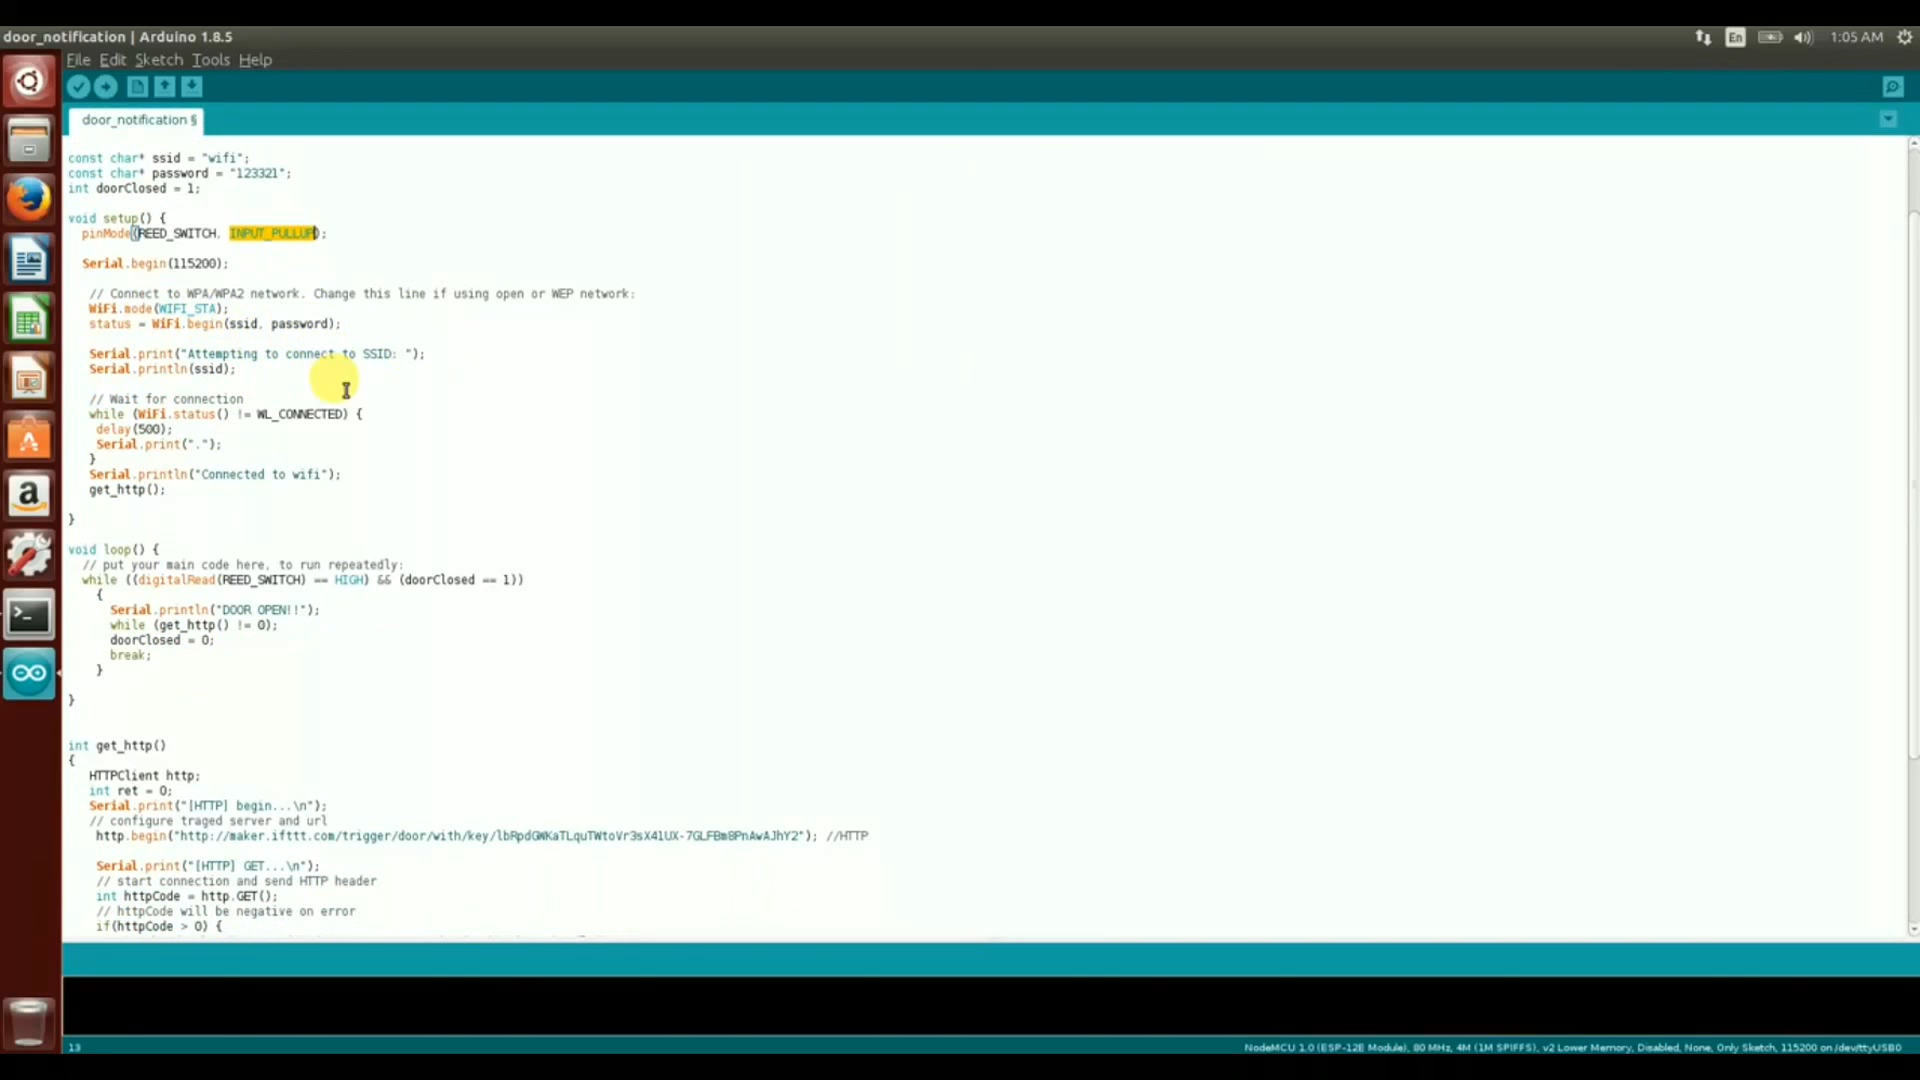 door_notification | Arduino 1.8.5
En
1:05 AM
File Edit Sketch Tools Help
door_notification §
const char* ssid = "wifi";
const char* password = "123321";
int doorClosed = 1;
void setup() {
pinMode(REED_SWITCH, INPUT_PULLUP);
Serial.begin(115200);
// Connect to WPA/WPA2 network. Change this line if using open or WEP network:
WiFi.mode(WIFI_STA);
status = WiFi.begin(ssid, password);
Serial.print("Attempting to connect to SSID: ");
Serial.println(ssid);
// Wait for connection
while (WiFi.status() != WL_CONNECTED) {
delay(500);
Serial.print(".");
}
Serial.println("Connected to wifi");
get_http();
}
void loop() {
// put your main code here, to run repeatedly:
while ((digitalRead(REED_SWITCH) == HIGH) && (doorClosed == 1))
{
Serial.println("DOOR OPEN!!");
while (get_http() != 0);
doorClosed = 0;
break;
}
}
int get_http()
{
HTTPClient http;
int ret = 0;
Serial.print("[HTTP] begin...\n");
// configure traged server and url
http.begin("http://maker.ifttt.com/trigger/door/with/key/lbRpdGWKaTLquTWtoVr3sX41UX-7GLFBm8PnAwAJhY2"); //HTTP
Serial.print("[HTTP] GET...\n");
// start connection and send HTTP header
int httpCode = http.GET();
// httpCode will be negative on error
if(httpCode > 0) {
13
NodeMCU 1.0 (ESP-12E Module), 80 MHz, 4M (1M SPIFFS), v2 Lower Memory, Disabled, None, Only Sketch, 115200 on /dev/ttyUSB0